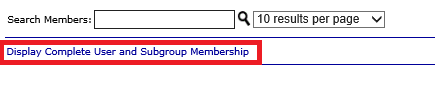 Search Members: 10 results per page
Display Complete User and Subgroup Membership